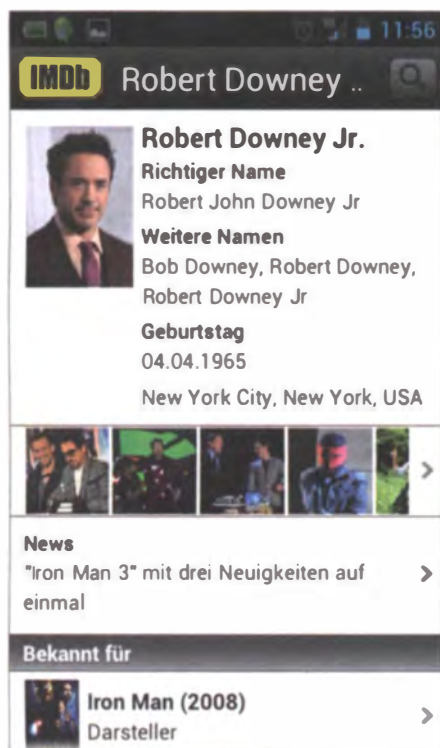 11:56
IMDb Robert Downey ..
Robert Downey Jr.
Richtiger Name
Robert John Downey Jr
Weitere Namen
Bob Downey, Robert Downey,
Robert Downey Jr
Geburtstag
04.04.1965
New York City, New York, USA
News
"Iron Man 3" mit drei Neuigkeiten auf
einmal
Bekannt für
Iron Man (2008)
Darsteller